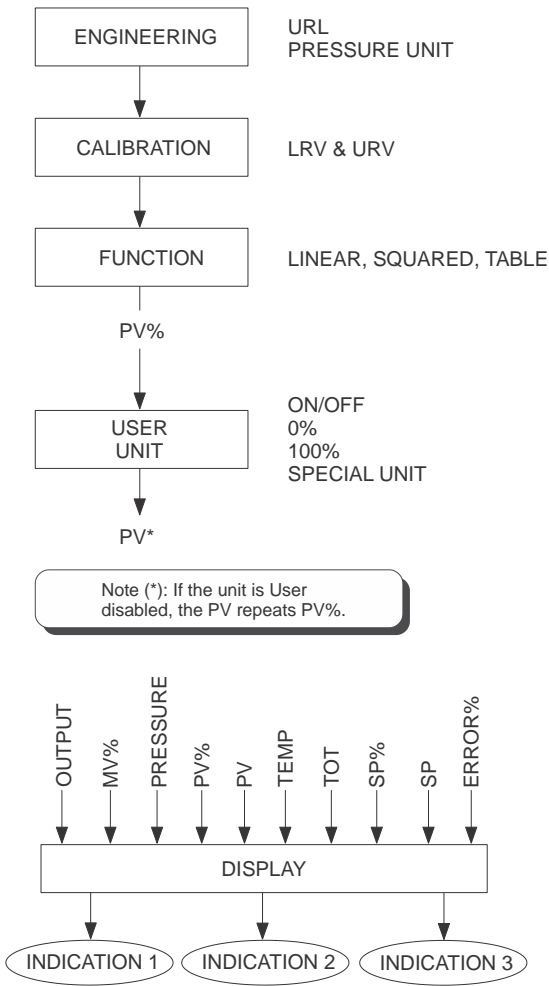 ENGINEERING
URL
PRESSURE UNIT
CALIBRATION
LRV & URV
FUNCTION
LINEAR, SQUARED, TABLE
PV%
USER
UNIT
ON/OFF
0%
100%
SPECIAL UNIT
PV*
Note (*): If the unit is User
disabled, the PV repeats PV%.
OUTPUT
MV%
PRESSURE
PV%
PV
TEMP
TOT
SP%
SP
ERROR%
DISPLAY
INDICATION 1
INDICATION 2
INDICATION 3